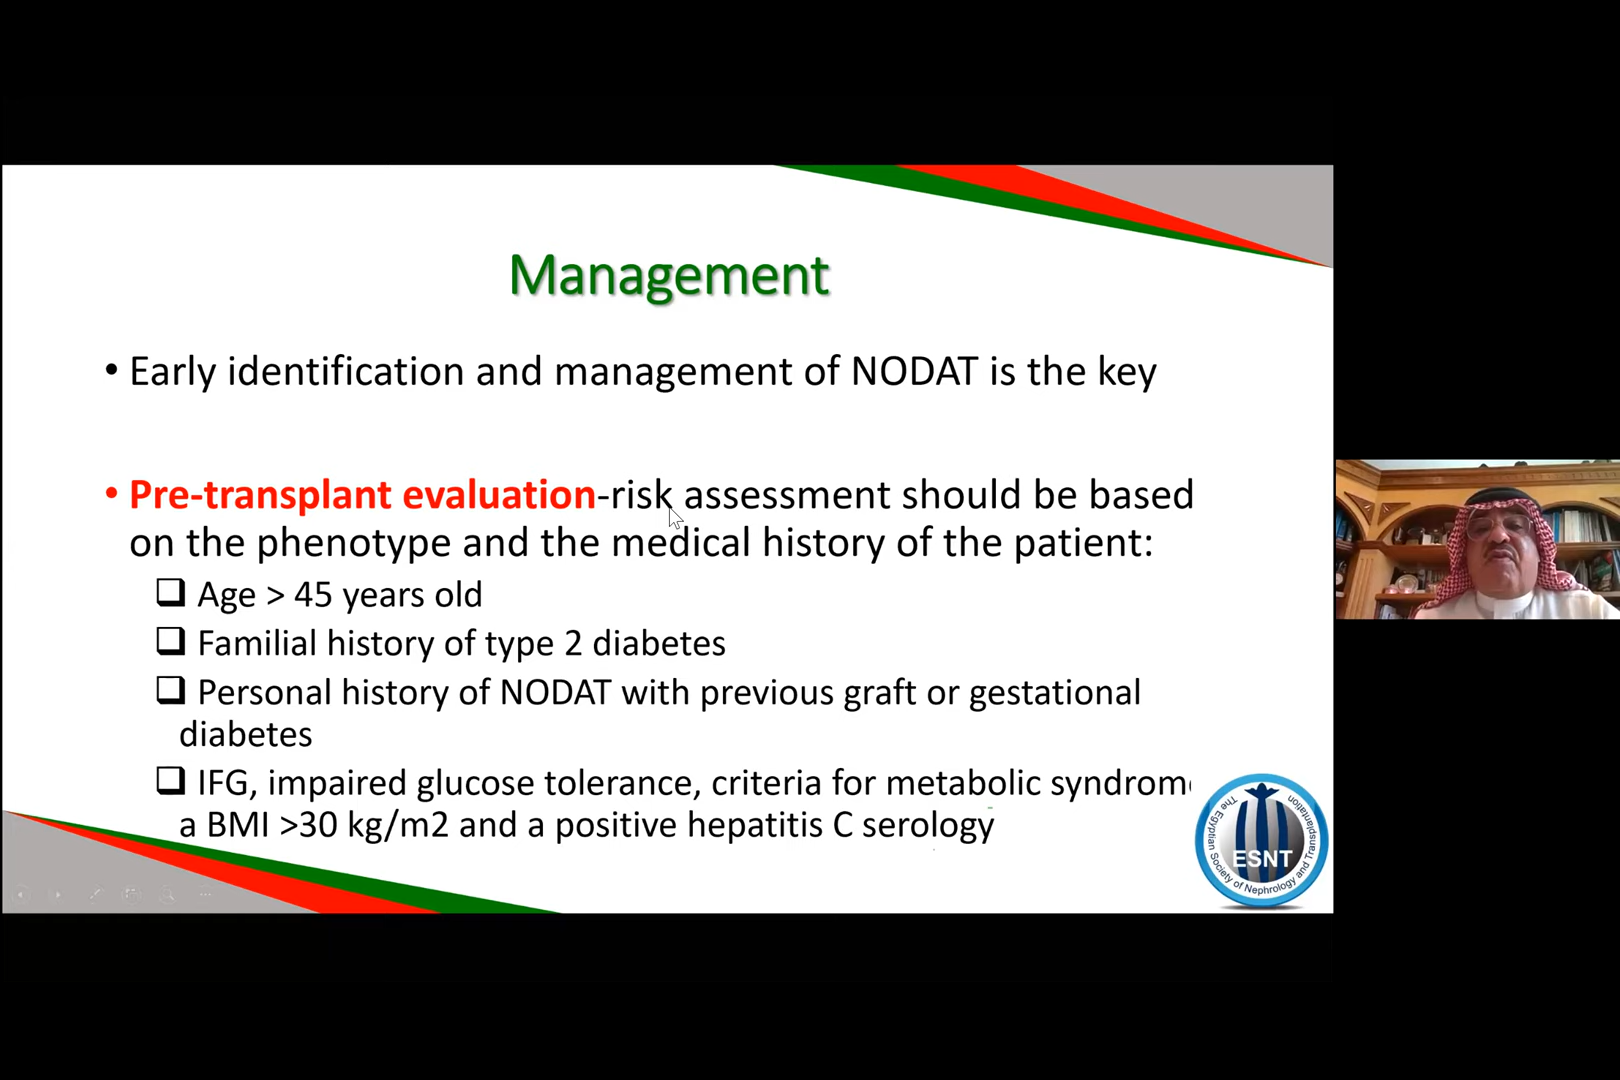 Management
• Early identification and management of NODAT is the key
• Pre-transplant evaluation-risk assessment should be based
on the phenotype and the medical history of the patient:
❑ Age > 45 years old
❑ Familial history of type 2 diabetes
❑ Personal history of NODAT with previous graft or gestational
diabetes
❑ IFG, impaired glucose tolerance, criteria for metabolic syndrome
a BMI >30 kg/m2 and a positive hepatitis C serology
The Egyptian Society of Nephrology and Transplantation
ESNT